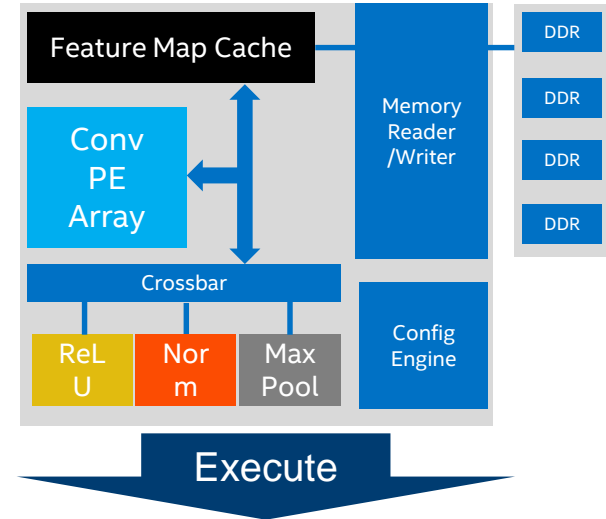 Feature Map Cache
Conv
PE
Array
Memory
Reader
/Writer
DDR
DDR
DDR
DDR
Crossbar
ReL
U
Nor
m
Max
Pool
Config
Engine
Execute